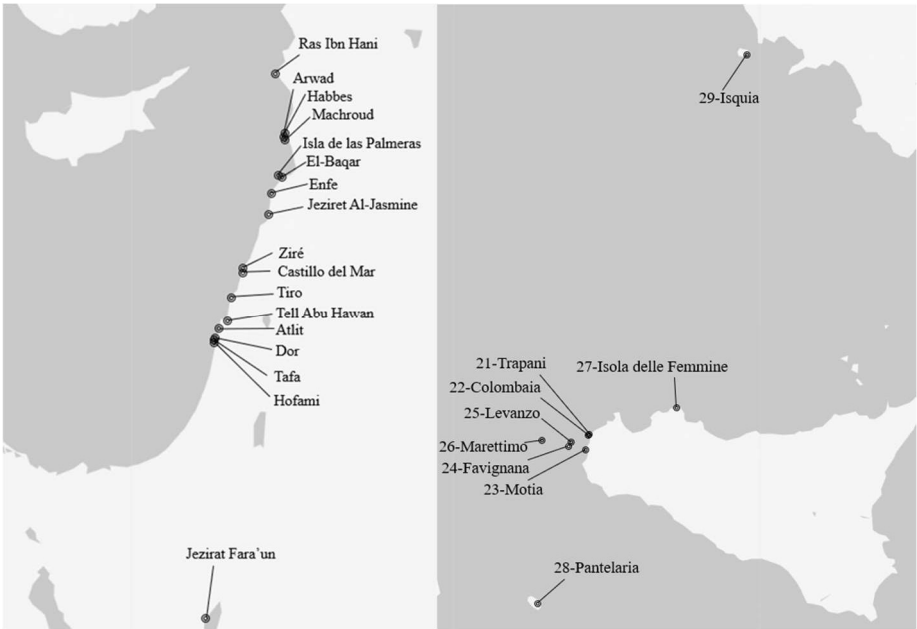 Ras Ibn Hani
Arwad
Habbes
Machroud
Isla de las Palmeras
El-Baqar
Enfe
Jeziret Al-Jasmine
Ziré
Castillo del Mar
Tiro
Tell Abu Hawan
Atlit
Dor
Tafa
Hofami
Jezirat Fara’un
29-Isquia
21-Trapani
27-Isola delle Femmine
22-Colombaia
25-Levanzo
26-Marettimo
24-Favignana
23-Motia
28-Pantelaria